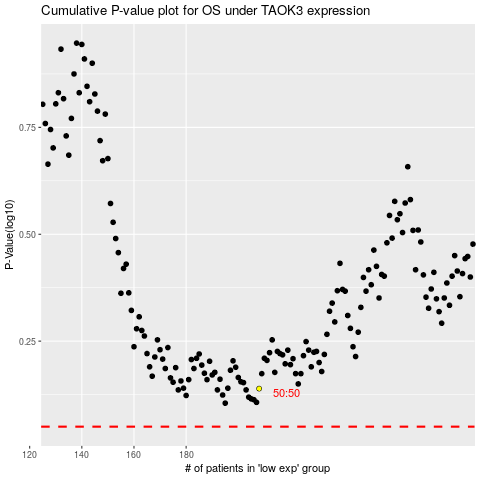 Cumulative P-value plot for OS under TAOK3 expression
P-Value(log10)
0.75
0.50
0.25
50:50
120 140 160 180
# of patients in 'low exp' group